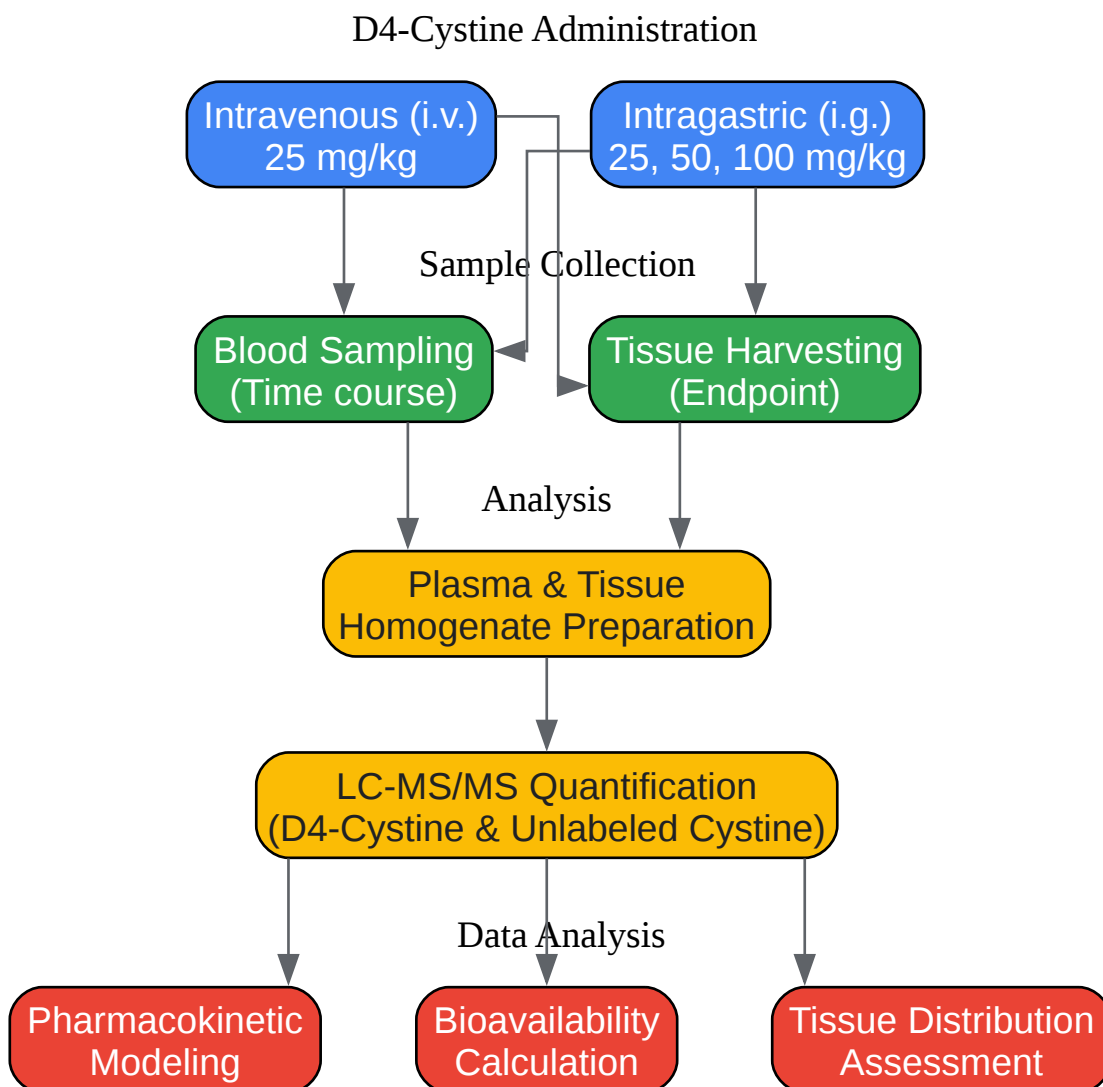 D4-Cystine Administration
Intravenous (i.v.)
25 mg/kg
Intragastric (i.g.)
25, 50, 100 mg/kg
Sample Collection
Blood Sampling
(Time course)
Tissue Harvesting
(Endpoint)
Analysis
Plasma & Tissue
Homogenate Preparation
LC-MS/MS Quantification
(D4-Cystine & Unlabeled Cystine)
Data Analysis
Pharmacokinetic
Modeling
Bioavailability
Calculation
Tissue Distribution
Assessment